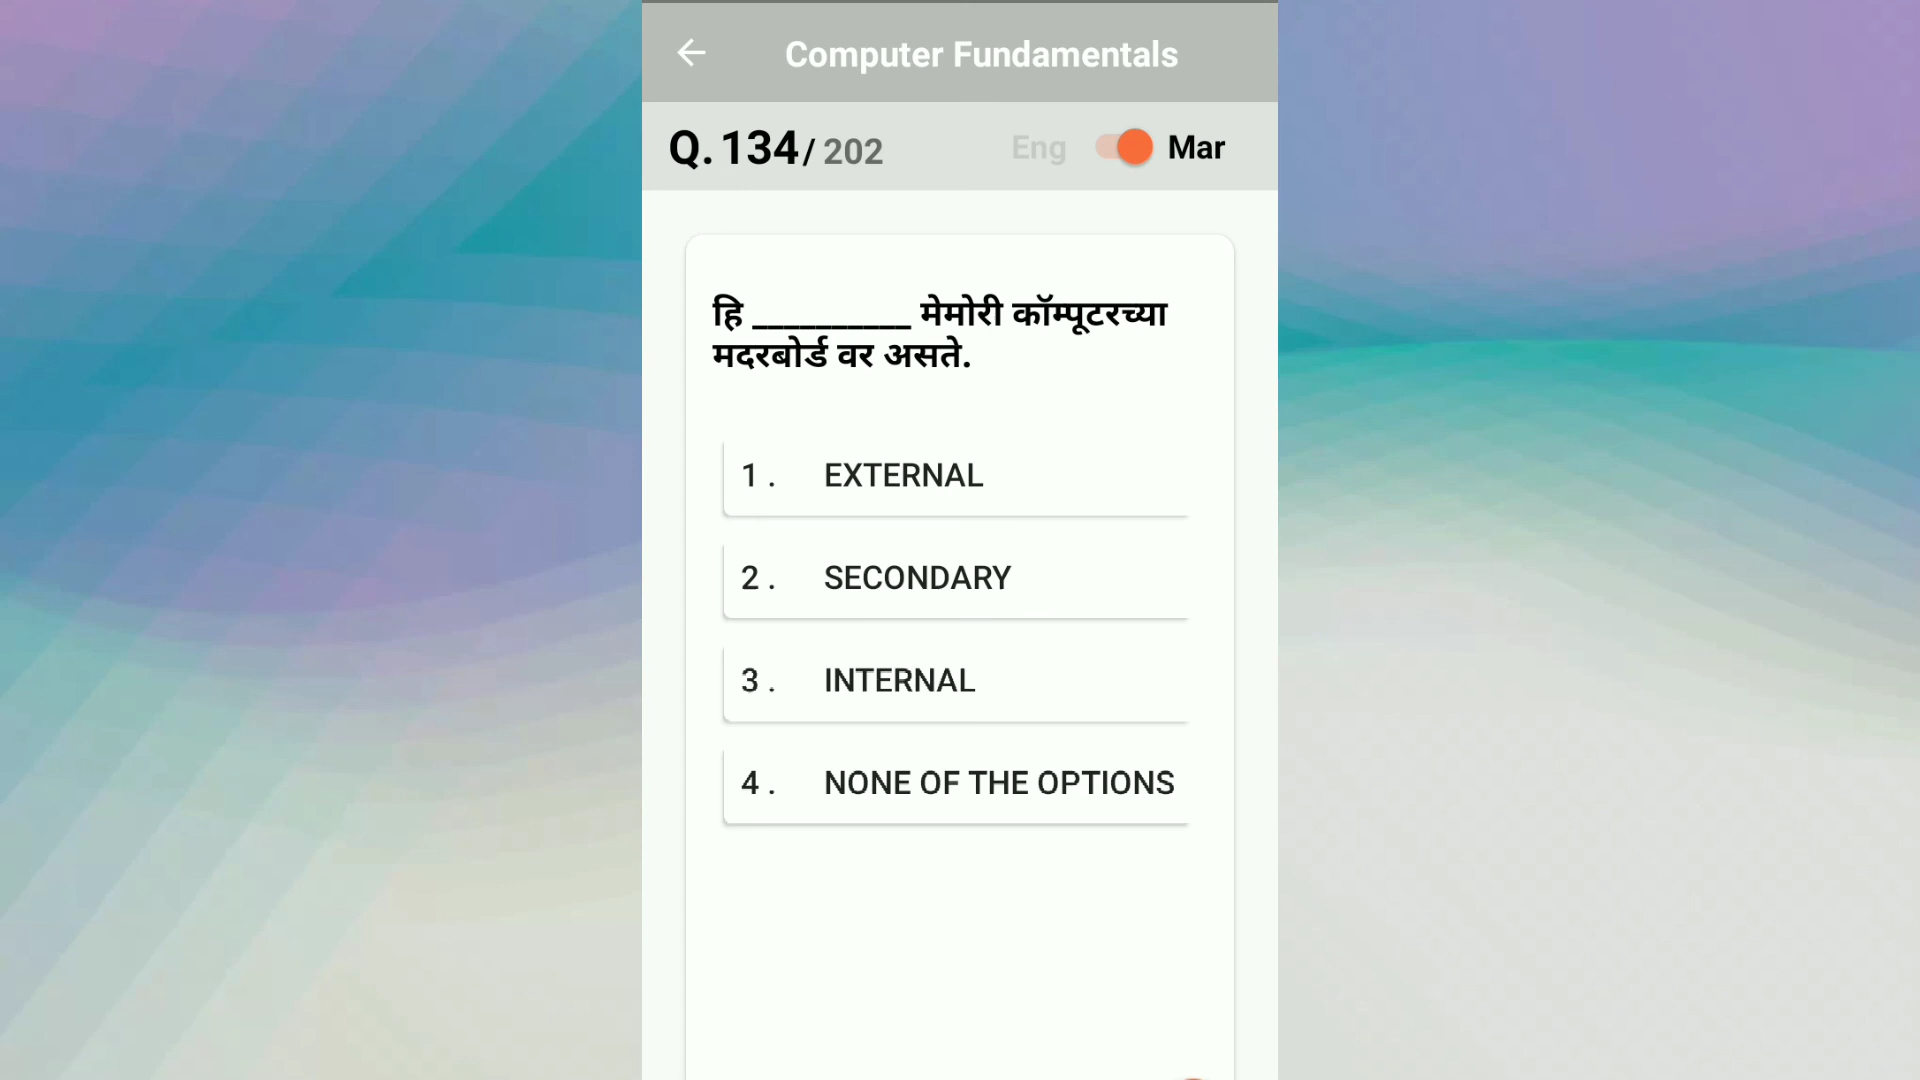 Computer Fundamentals
Q. 134 / 202 Eng Mar
हि __________ मेमोरी कॉम्पूटरच्या
मदरबोर्ड वर असते.
1 . EXTERNAL
2 . SECONDARY
3 . INTERNAL
4 . NONE OF THE OPTIONS